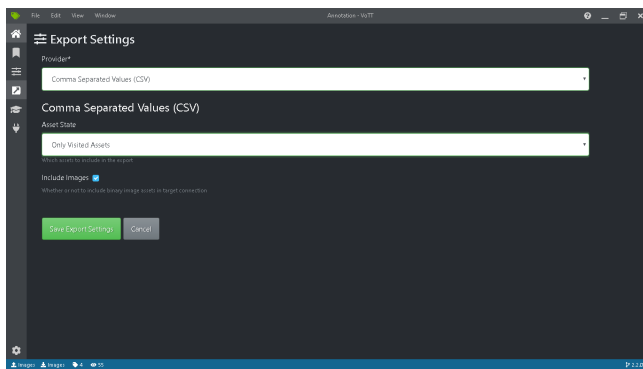 File Edit View Window Annotation - VoTT
Export Settings
Provider*
Comma Separated Values (CSV)
Comma Separated Values (CSV)
Asset State
Only Visited Assets
Which assets to include in the export
Include Images
Whether or not to include binary image assets in target connection
Save Export Settings Cancel
Images Images 4 55 2.2.0